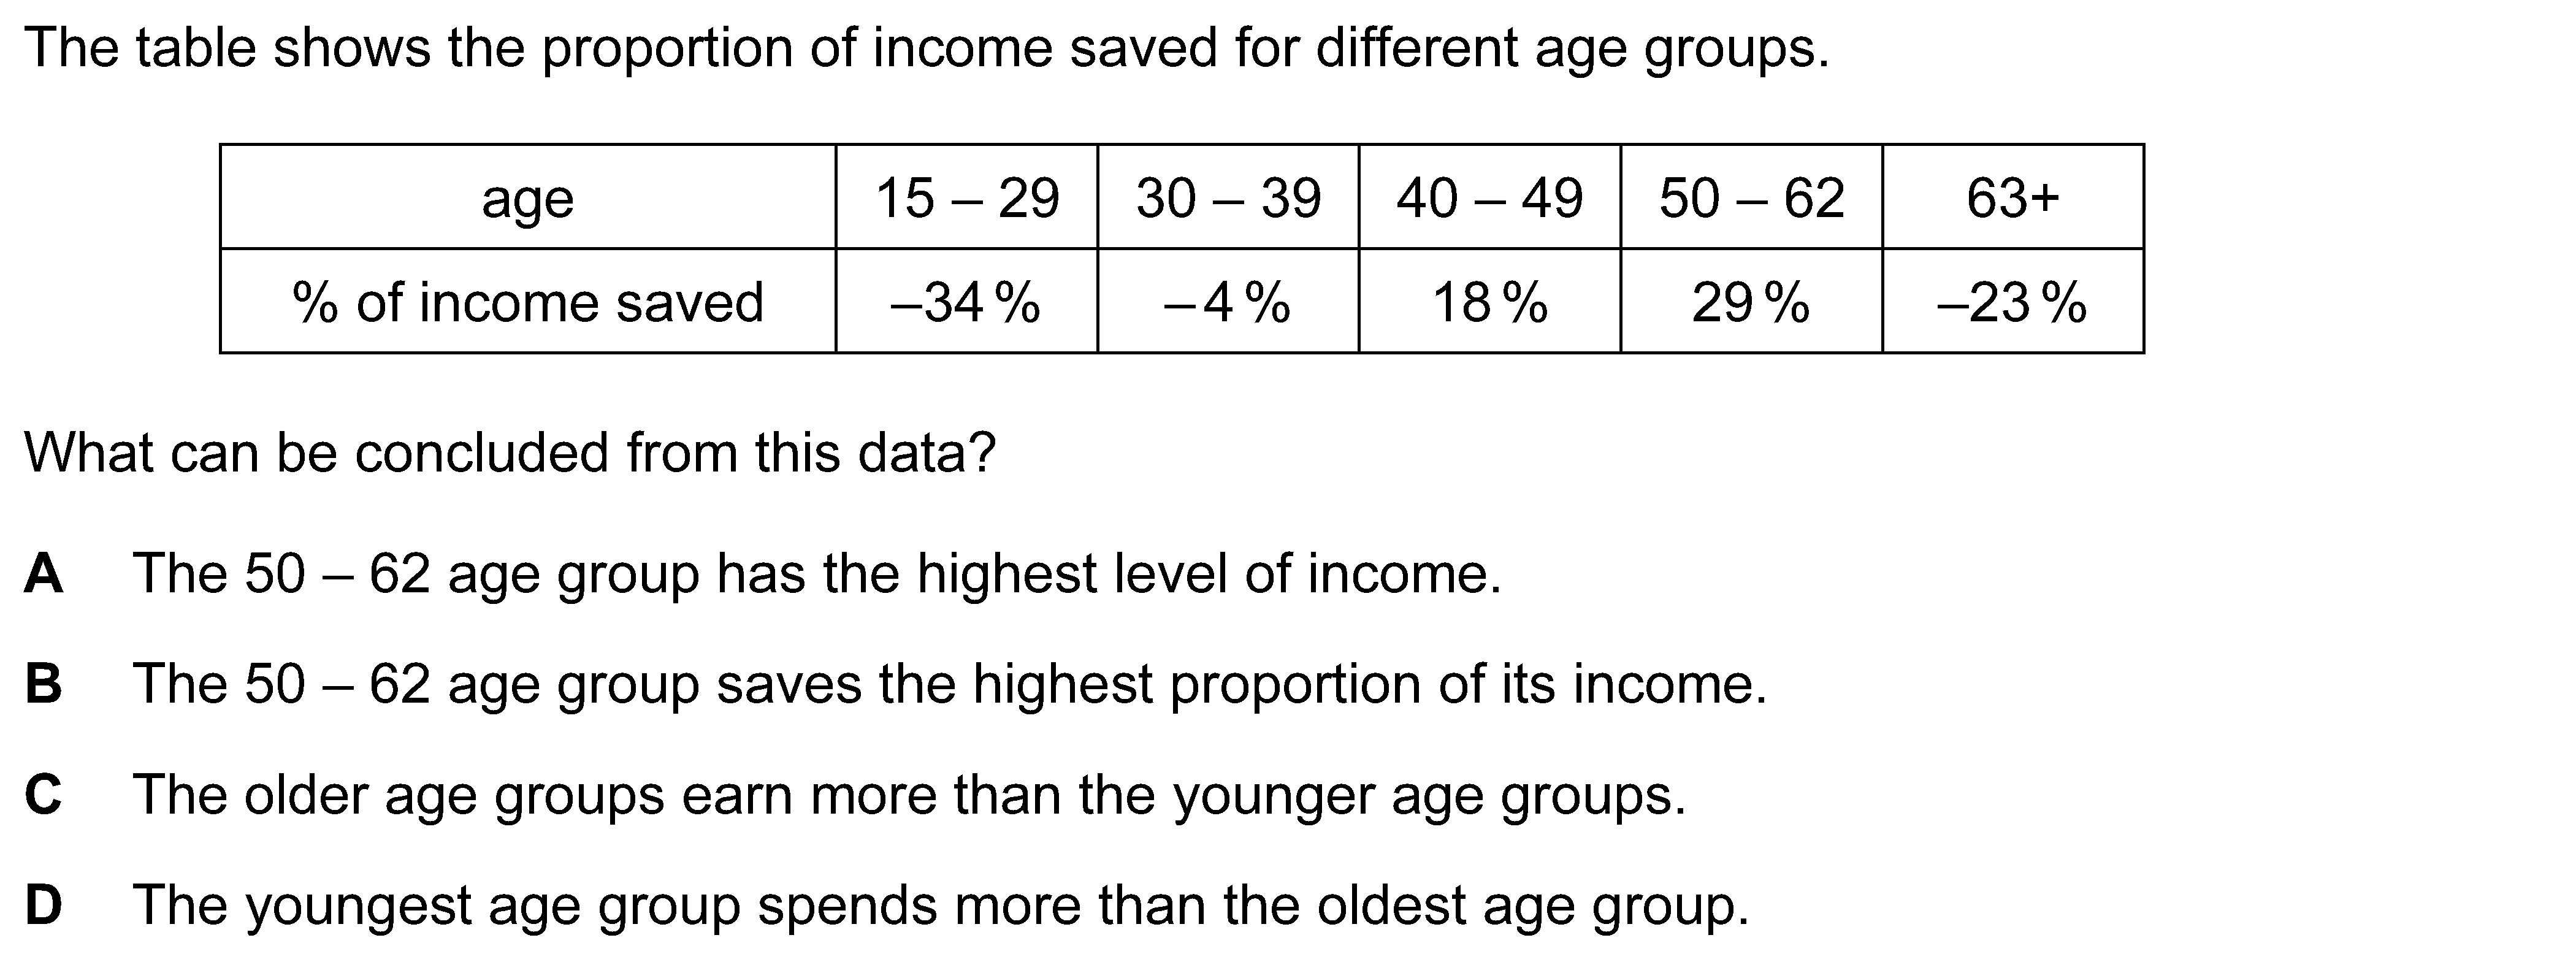 The table shows the proportion of income saved for different age groups.
age 15 – 29 30 – 39 40 – 49 50 – 62 63+
% of income saved –34 % –4 % 18 % 29 % –23 %
What can be concluded from this data?
A The 50 – 62 age group has the highest level of income.
B The 50 – 62 age group saves the highest proportion of its income.
C The older age groups earn more than the younger age groups.
D The youngest age group spends more than the oldest age group.